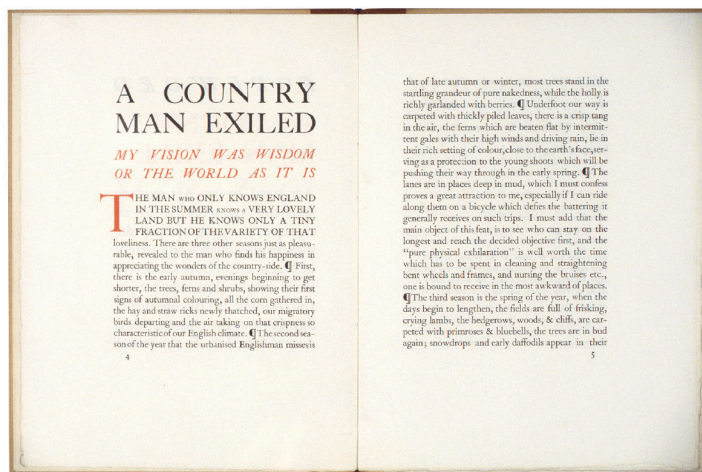 A COUNTRY
MAN EXILED
MY VISION WAS WISDOM
OR THE WORLD AS IT IS
THE MAN WHO ONLY KNOWS ENGLAND
IN THE SUMMER KNOWS A VERY LOVELY
LAND BUT HE KNOWS ONLY A TINY
FRACTION OF THE VARIETY OF THAT
loveliness. There are three other seasons just as pleasu-
rable, revealed to the man who finds his happiness in
appreciating the wonders of the country-side. ¶ First,
there is the early autumn, evenings beginning to get
shorter, the trees, ferns and shrubs, showing their first
signs of autumnal colouring, all the corn gathered in,
the hay and straw ricks newly thatched, our migratory
birds departing and the air taking on that crispness so
characteristic of our English climate. ¶ The second sea-
son of the year that the urbanised Englishman misses is
4
that of late autumn or winter, most trees stand in the
startling grandeur of pure nakedness, while the holly is
richly garlanded with berries. ¶ Underfoot our way is
carpeted with thickly piled leaves, there is a crisp tang
in the air, the ferns which are beaten flat by intermit-
tent gales with their high winds and driving rain, lie in
their rich setting of colour, close to the earth's face, ser-
ving as a protection to the young shoots which will be
pushing their way through in the early spring. ¶ The
lanes are in places deep in mud, which I must confess
proves a great attraction to me, especially if I can ride
along them on a bicycle which defies the battering it
generally receives on such trips. I must add that the
main object of this feat, is to see who can stay on the
longest and reach the decided objective first, and the
"pure physical exhilaration" is well worth the time
which has to be spent in cleaning and straightening
bent wheels and frames, and nursing the bruises etc.,
one is bound to receive in the most awkward of places.
¶ The third season is the spring of the year, when the
days begin to lengthen, the fields are full of frisking,
crying lambs, the hedgerows, woods, & cliffs, are car-
peted with primroses & bluebells, the trees are in bud
again; snowdrops and early daffodils appear in their
5